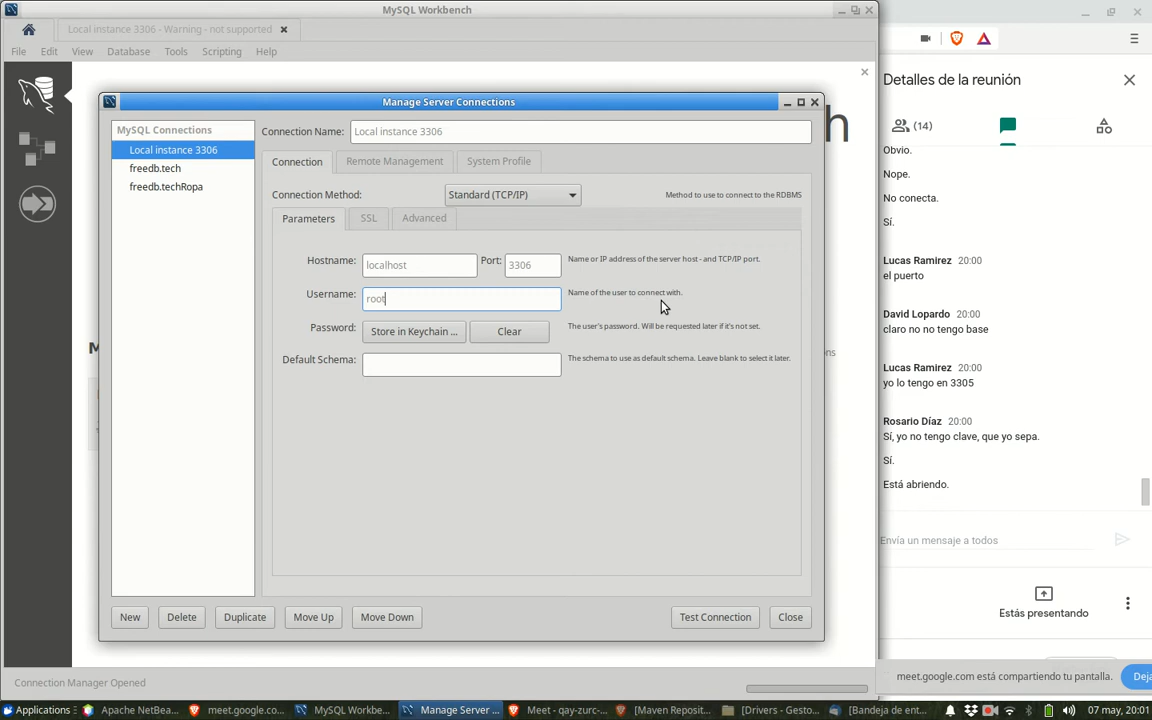 MySQL Workbench
Local instance 3306 - Warning - not supported
File Edit View Database Tools Scripting Help
h
M
ons
Manage Server Connections
MySQL Connections
Local instance 3306
freedb.tech
freedb.techRopa
Connection Name: Local instance 3306
Connection Remote Management System Profile
Connection Method: Standard (TCP/IP) Method to use to connect to the RDBMS
Parameters SSL Advanced
Hostname: localhost Port: 3306 Name or IP address of the server host - and TCP/IP port.
Username: root Name of the user to connect with.
Password: Store in Keychain ... Clear The user's password. Will be requested later if it's not set.
Default Schema: The schema to use as default schema. Leave blank to select it later.
New Delete Duplicate Move Up Move Down Test Connection Close
Connection Manager Opened
Detalles de la reunión
(14)
Obvio.
Nope.
No conecta.
Sí.
Lucas Ramirez 20:00
el puerto
David Lopardo 20:00
claro no no tengo base
Lucas Ramirez 20:00
yo lo tengo en 3305
Rosario Díaz 20:00
Sí, yo no tengo clave, que yo sepa.
Sí.
Está abriendo.
Envía un mensaje a todos
Estás presentando
meet.google.com está compartiendo tu pantalla. Deja
Applications Apache NetBea... meet.google.co... MySQL Workbe... Manage Server ... Meet - qay-zurc-... [Maven Reposit... [Drivers - Gesto... [Bandeja de ent... 07 may, 20:01